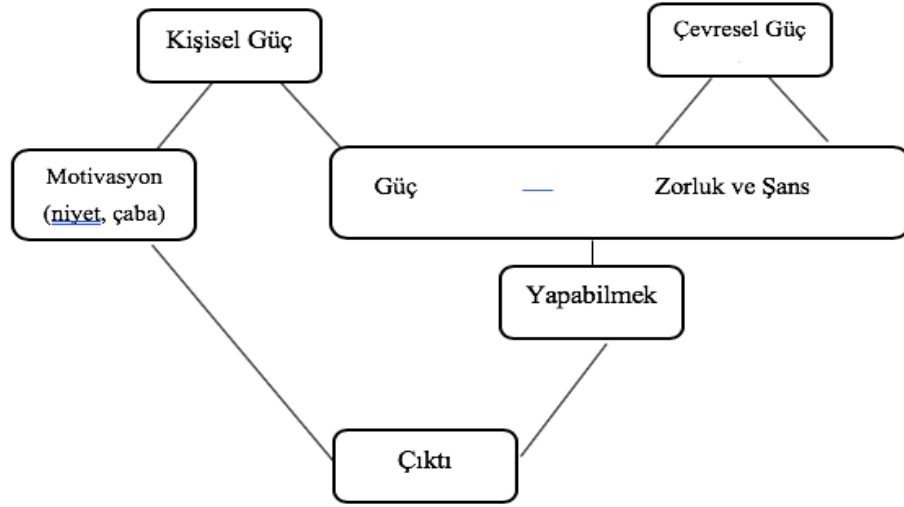 Kişisel Güç
Çevresel Güç
Motivasyon
(niyet, çaba)
Güç — Zorluk ve Şans
Yapabilmek
Çıktı